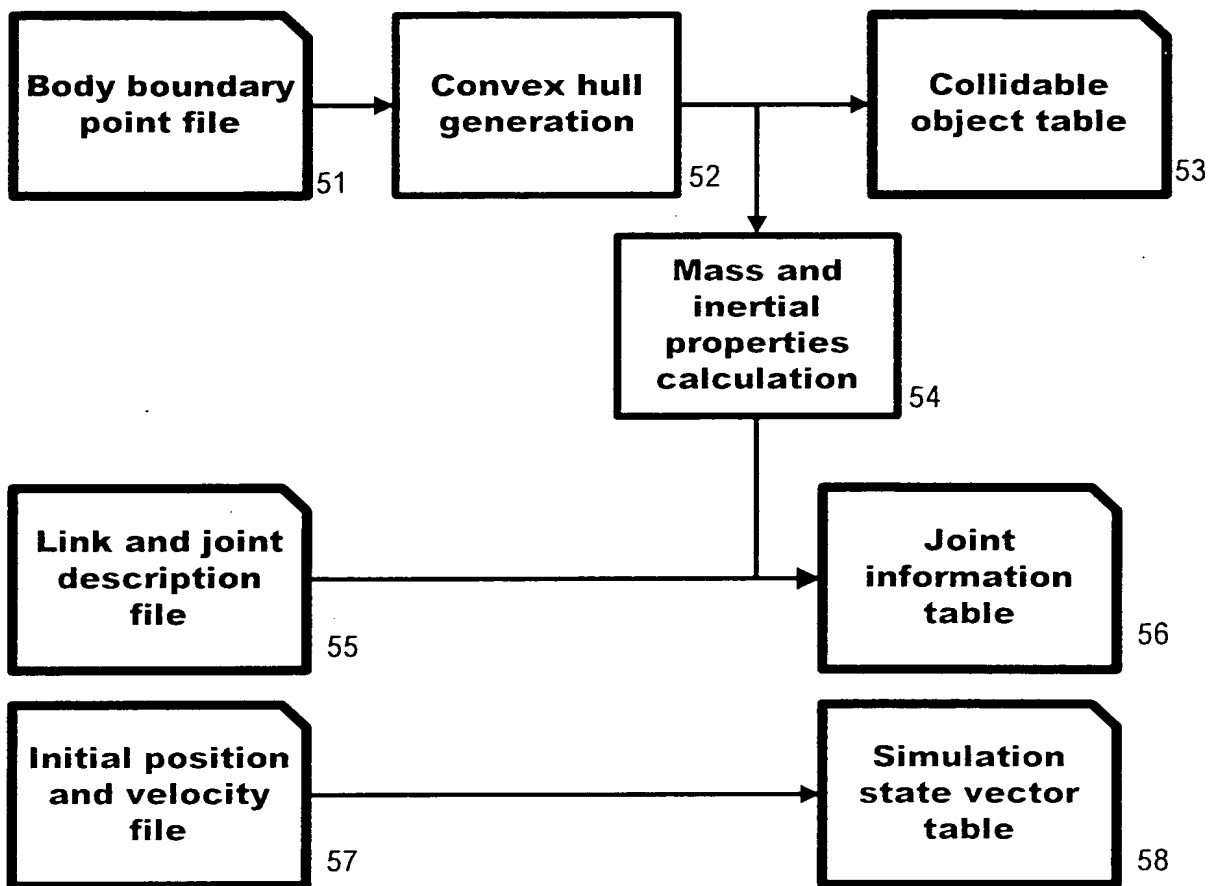 Body boundary
point file
51
Convex hull
generation
52
Collidable
object table
53
Mass and
inertial
properties
calculation
54
Link and joint
description
file
55
Joint
information
table
56
Initial position
and velocity
file
57
Simulation
state vector
table
58